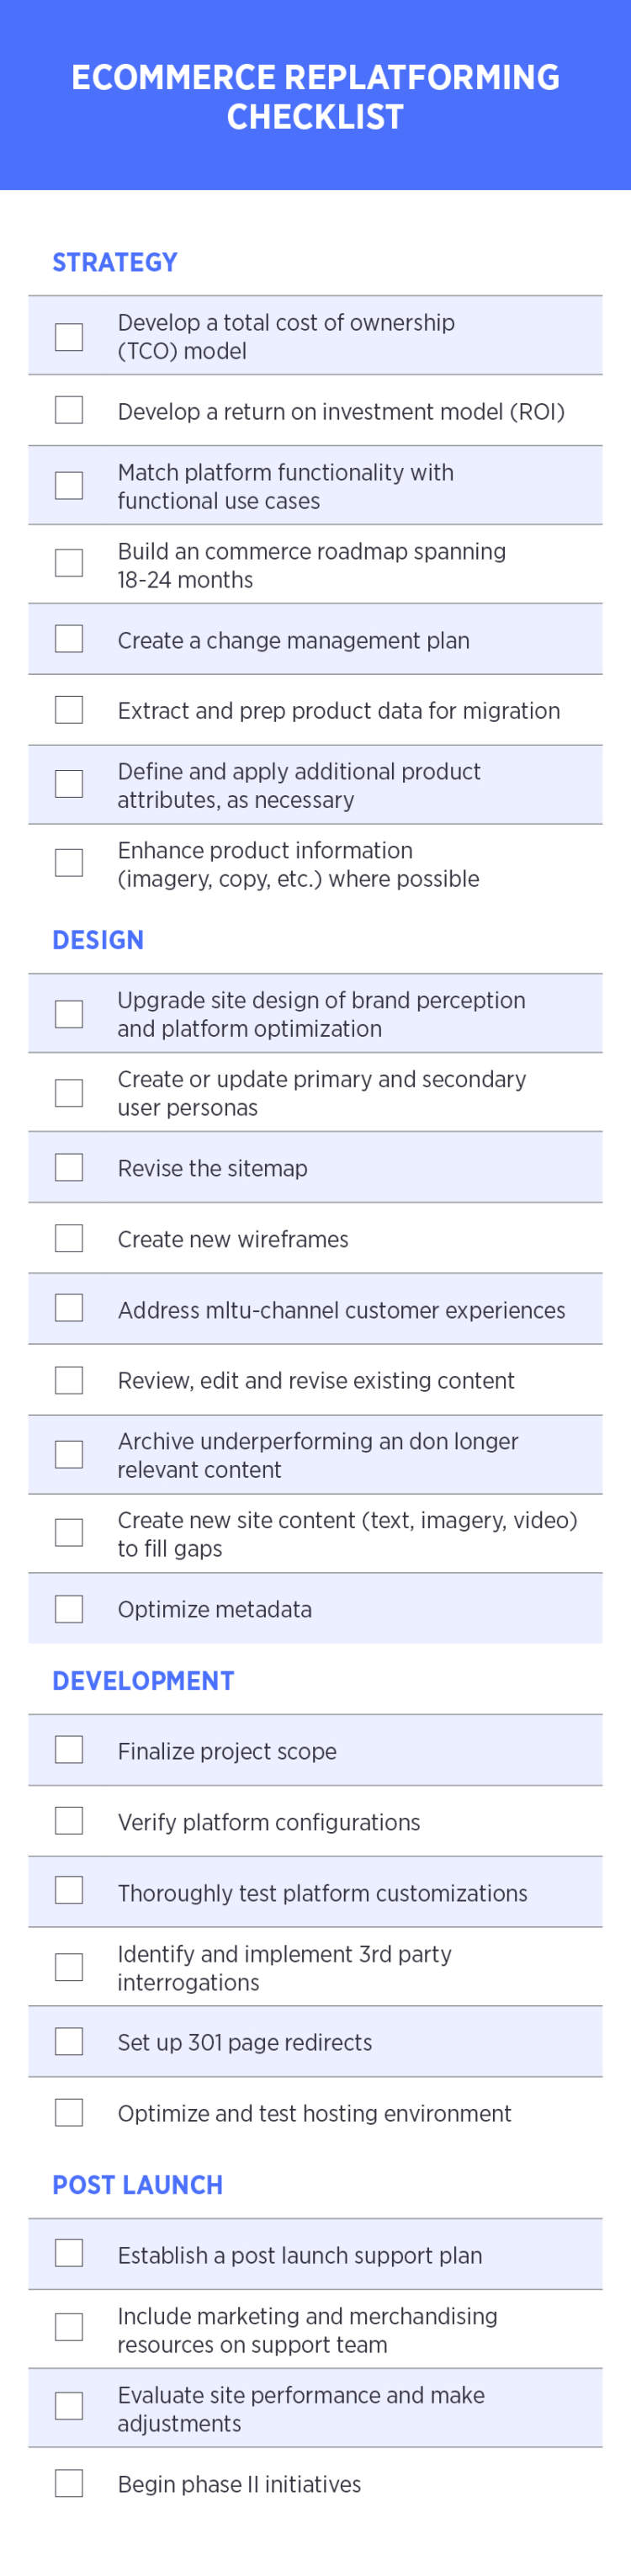 ECOMMERCE REPLATFORMING
CHECKLIST
STRATEGY
Develop a total cost of ownership
(TCO) model
Develop a return on investment model (ROI)
Match platform functionality with
functional use cases
Build an commerce roadmap spanning
18-24 months
Create a change management plan
Extract and prep product data for migration
Define and apply additional product
attributes, as necessary
Enhance product information
(imagery, copy, etc.) where possible
DESIGN
Upgrade site design of brand perception
and platform optimization
Create or update primary and secondary
user personas
Revise the sitemap
Create new wireframes
Address mltu-channel customer experiences
Review, edit and revise existing content
Archive underperforming an don longer
relevant content
Create new site content (text, imagery, video)
to fill gaps
Optimize metadata
DEVELOPMENT
Finalize project scope
Verify platform configurations
Thoroughly test platform customizations
Identify and implement 3rd party
interrogations
Set up 301 page redirects
Optimize and test hosting environment
POST LAUNCH
Establish a post launch support plan
Include marketing and merchandising
resources on support team
Evaluate site performance and make
adjustments
Begin phase II initiatives